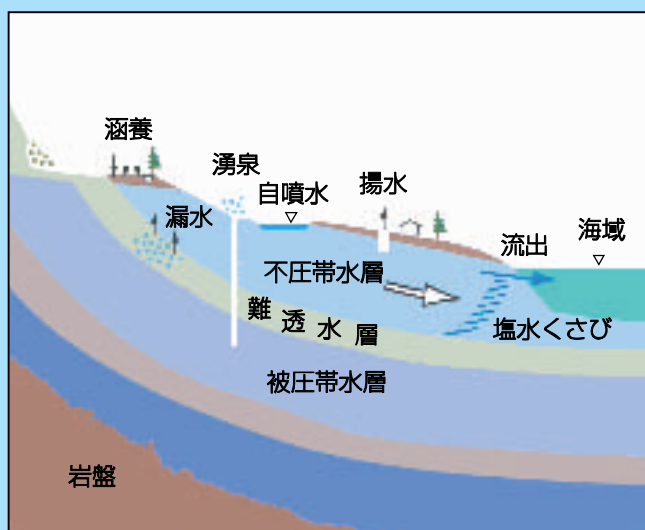 涵養
湧泉
自噴水
揚水
漏水
流出
海域
不圧帯水層
難透水層
塩水くさび
被圧帯水層
岩盤